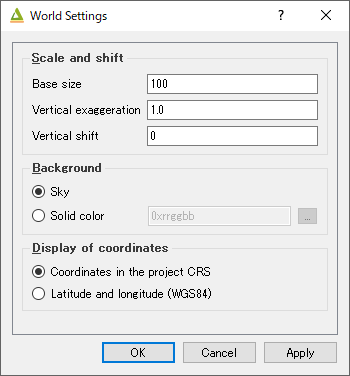 World Settings
Scale and shift
Base size 100
Vertical exaggeration 1.0
Vertical shift 0
Background
Sky
Solid color 0xrrggbb ...
Display of coordinates
Coordinates in the project CRS
Latitude and longitude (WGS84)
OK Cancel Apply